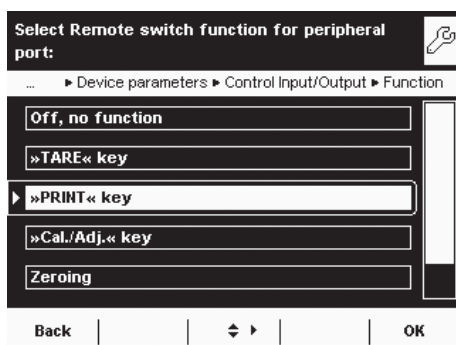 Select Remote switch function for peripheral
port:
... ▸ Device parameters ▸ Control Input/Output ▸ Function
Off, no function
»TARE« key
»PRINT« key
»Cal./Adj.« key
Zeroing
Back OK